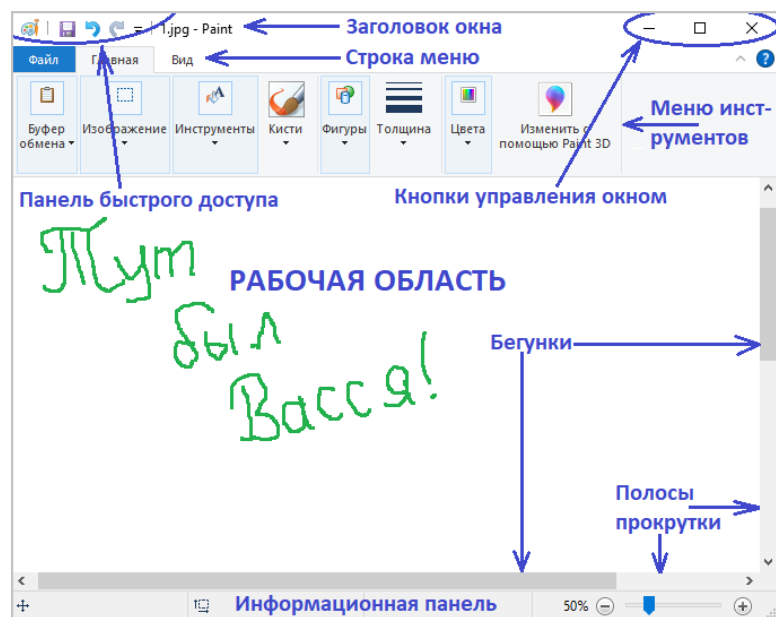 1.jpg - Paint
Заголовок окна
Файл Главная Вид
Строка меню
Буфер обмена
Изображение
Инструменты
Кисти
Фигуры
Толщина
Цвета
Изменить с помощью Paint 3D
Меню инст-
рументов
Панель быстрого доступа
Кнопки управления окном
Тут
РАБОЧАЯ ОБЛАСТЬ
был
Бегунки
Васся!
Полосы
прокрутки
Информационная панель
50%